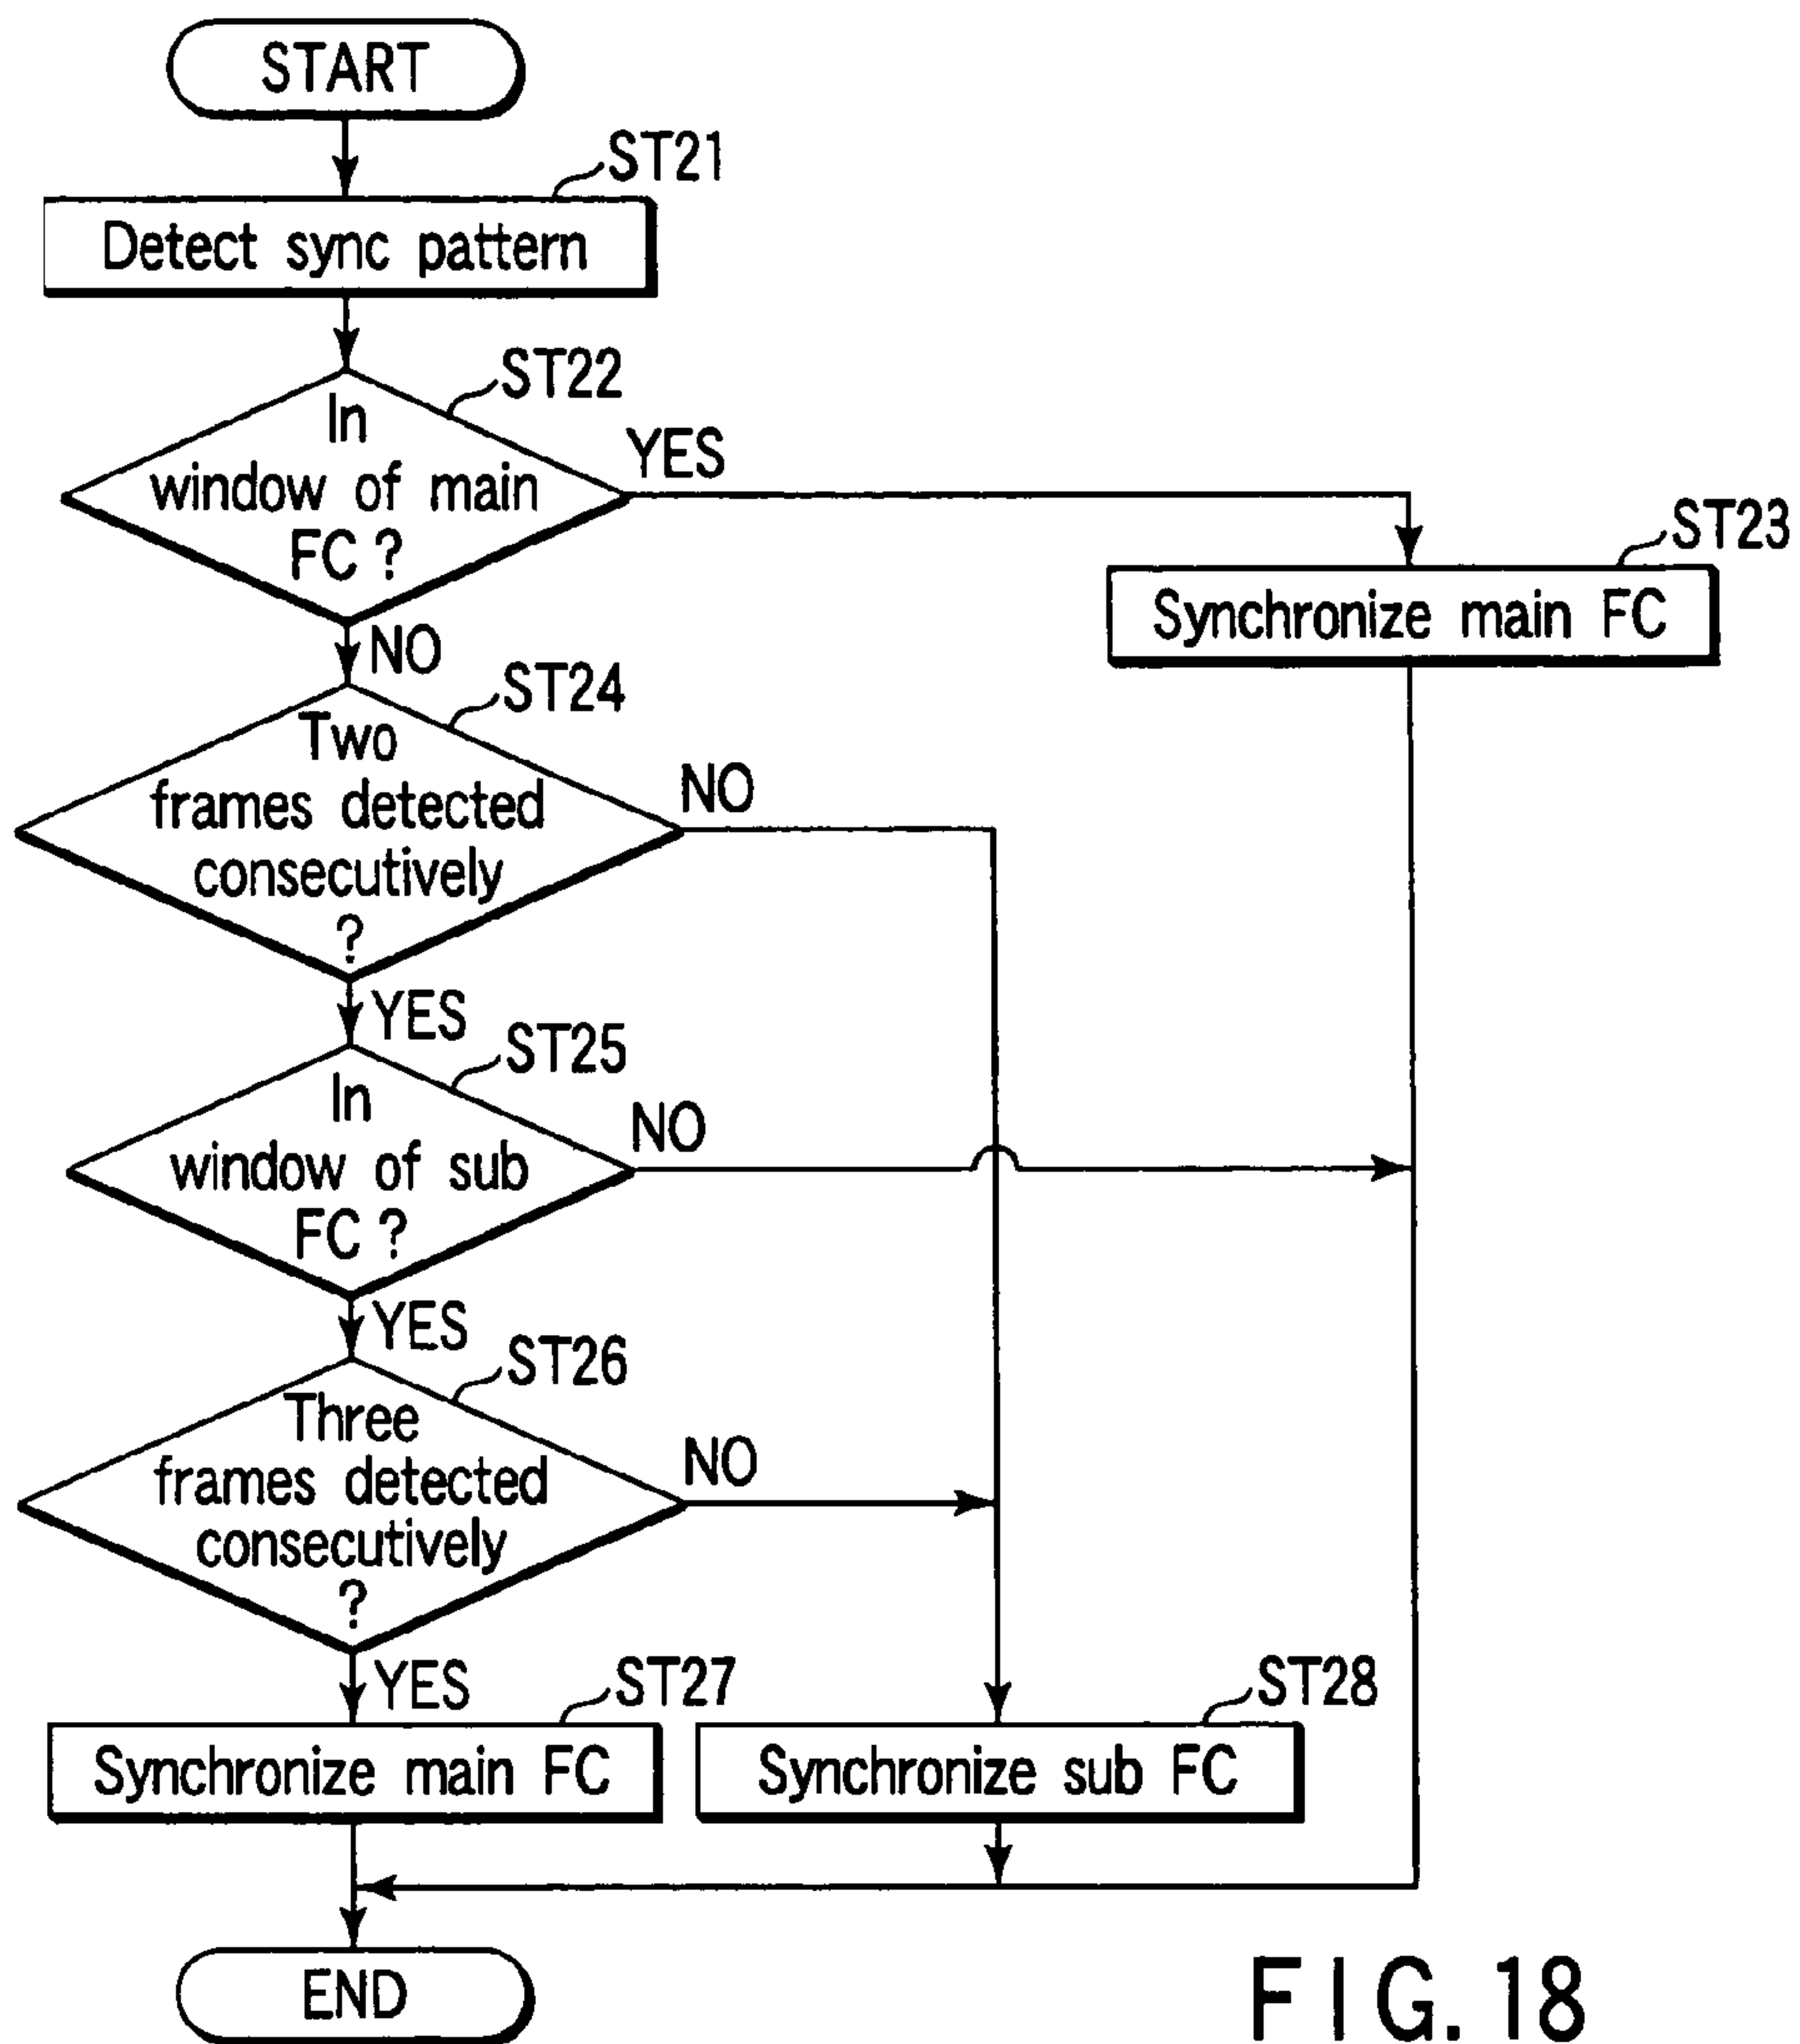 START
ST21
Detect sync pattern
ST22
In
window of main
FC ?
YES
ST23
Synchronize main FC
NO
ST24
Two
frames detected
consecutively
?
NO
YES
ST25
In
window of sub
FC ?
NO
YES
ST26
Three
frames detected
consecutively
?
NO
YES
ST27
Synchronize main FC
ST28
Synchronize sub FC
END
FIG.18